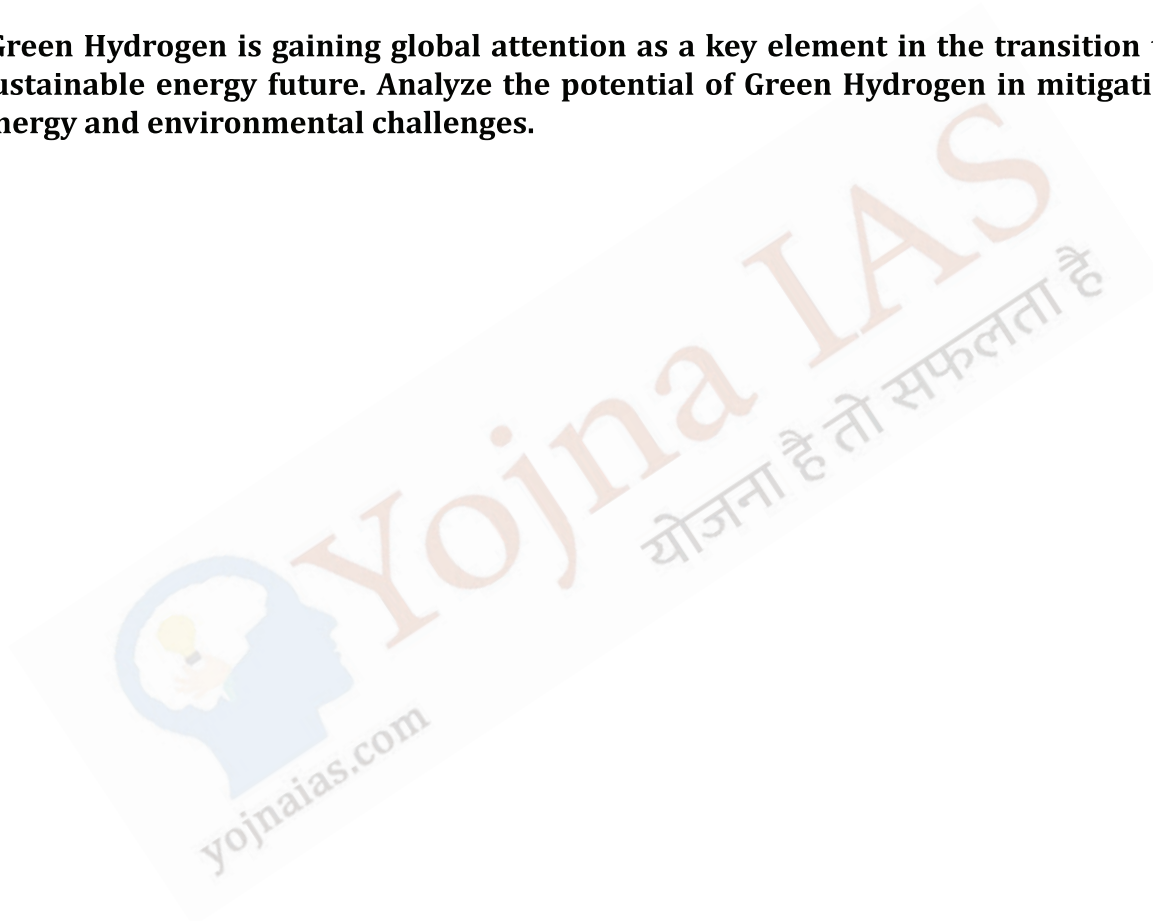 Green Hydrogen is gaining global attention as a key element in the transition
ustainable energy future. Analyze the potential of Green Hydrogen in mitigati
nergy and environmental challenges.
Yojna IAS
योजना है तो सफलता है
yojnaias.com